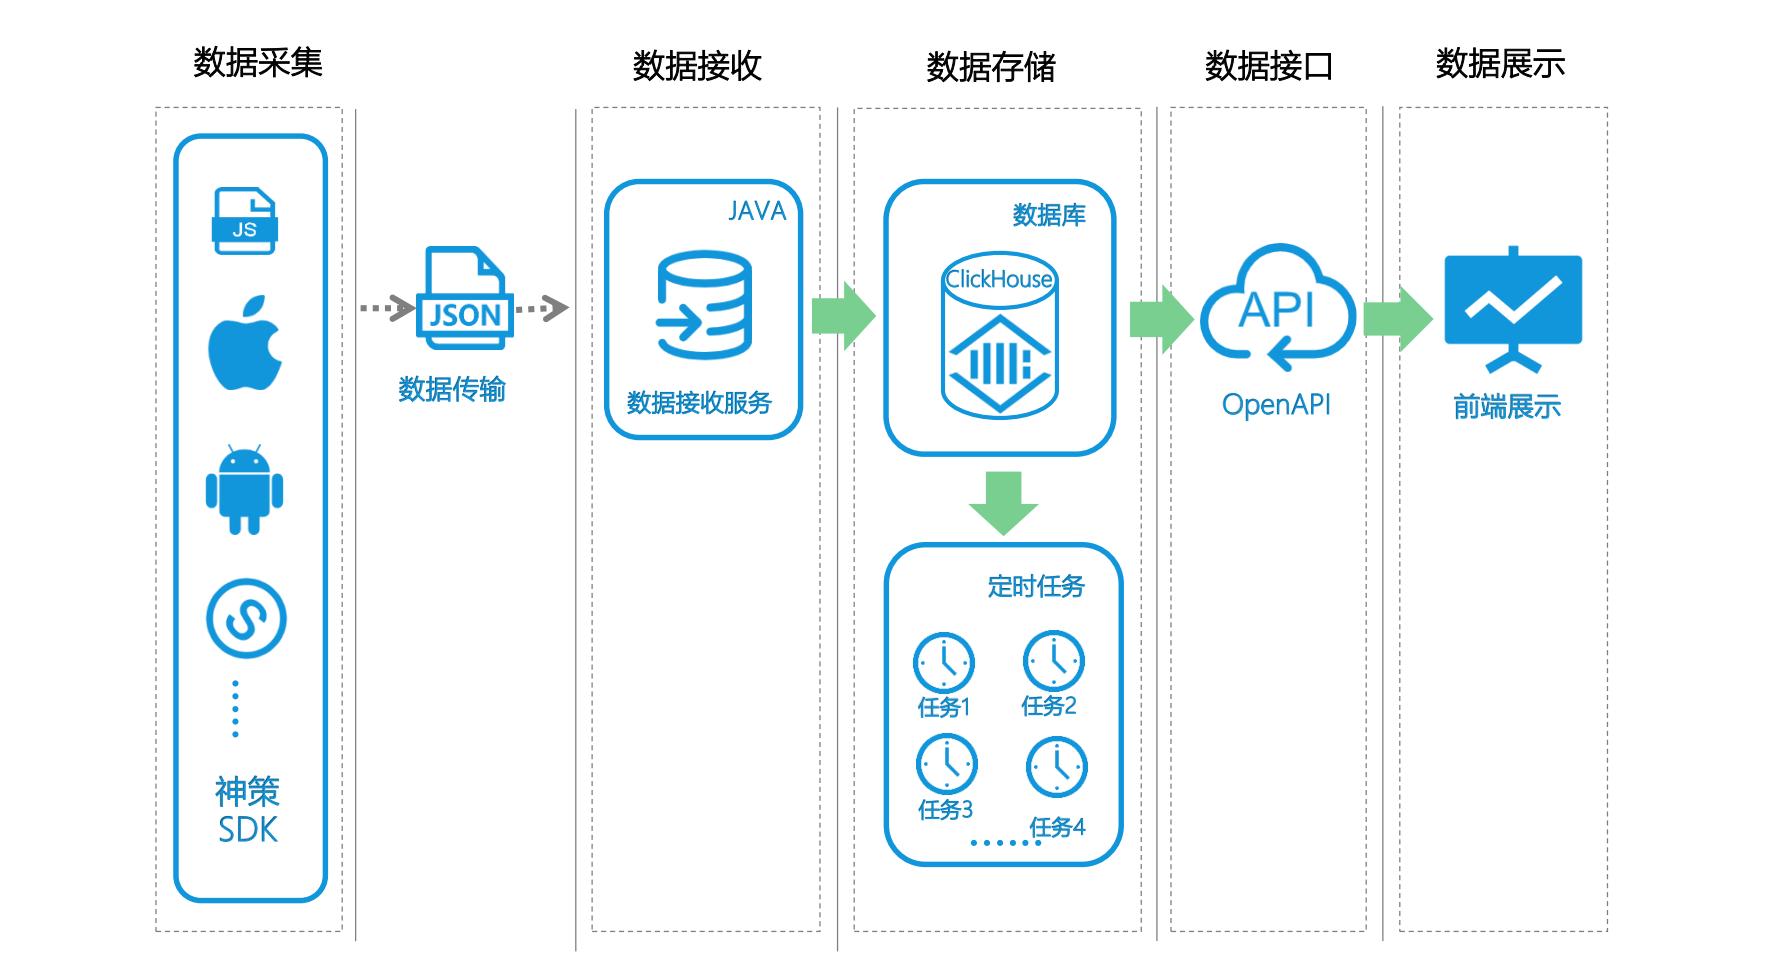 数据采集
数据接收
数据存储
数据接口
数据展示
JS
神策
SDK
JSON
数据传输
JAVA
数据接收服务
数据库
ClickHouse
定时任务
任务1
任务2
任务3
任务4
API
OpenAPI
前端展示